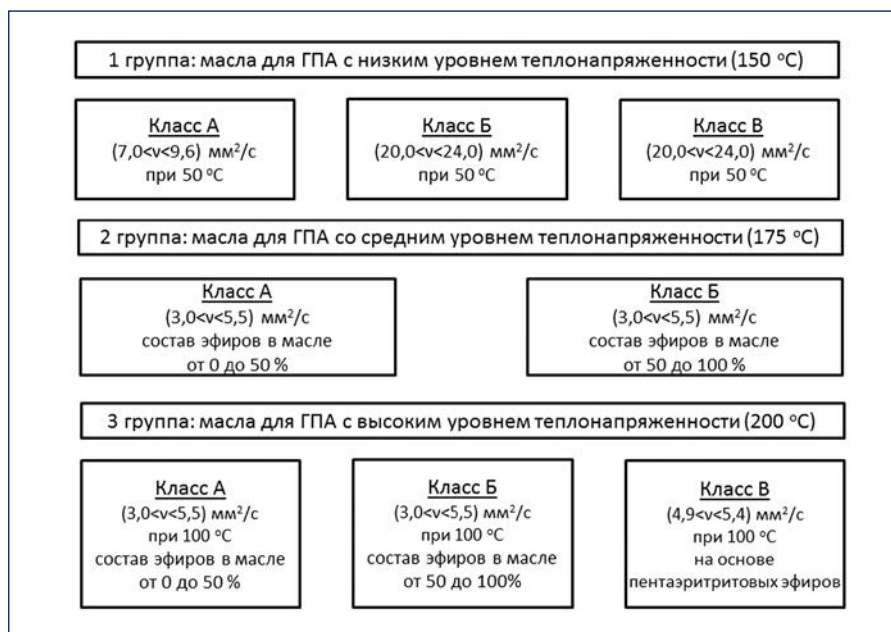 1 группа: масла для ГПА с низким уровнем теплонапряженности (150 °С)
Класс А
(7,0<ν<9,6) мм²/с
при 50 °С
Класс Б
(20,0<ν<24,0) мм²/с
при 50 °С
Класс В
(20,0<ν<24,0) мм²/с
при 50 °С
2 группа: масла для ГПА со средним уровнем теплонапряженности (175 °С)
Класс А
(3,0<ν<5,5) мм²/с
состав эфиров в масле
от 0 до 50 %
Класс Б
(3,0<ν<5,5) мм²/с
состав эфиров в масле
от 50 до 100 %
3 группа: масла для ГПА с высоким уровнем теплонапряженности (200 °С)
Класс А
(3,0<ν<5,5) мм²/с
при 100 °С
состав эфиров в масле
от 0 до 50 %
Класс Б
(3,0<ν<5,5) мм²/с
при 100 °С
состав эфиров в масле
от 50 до 100%
Класс В
(4,9<ν<5,4) мм²/с
при 100 °С
на основе
пентаэритритовых эфиров